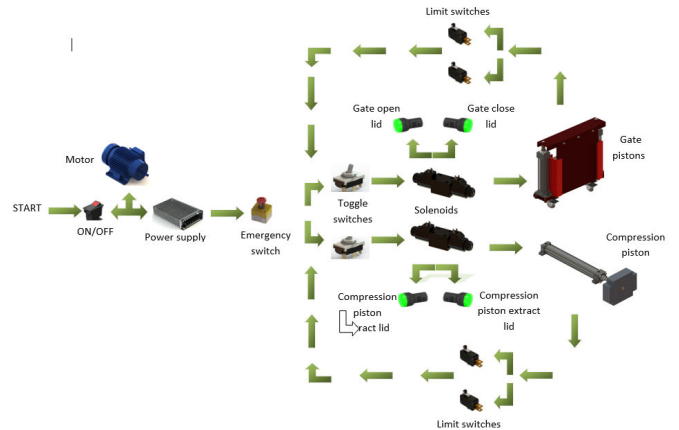 Limit switches
Gate open
lid
Gate close
lid
Motor
Gate
pistons
START
Toggle
switches
Solenoids
ON/OFF
Power supply
Emergency
switch
Compression
piston
Compression
piston
ract lid
Compression
piston extract
lid
Limit switches